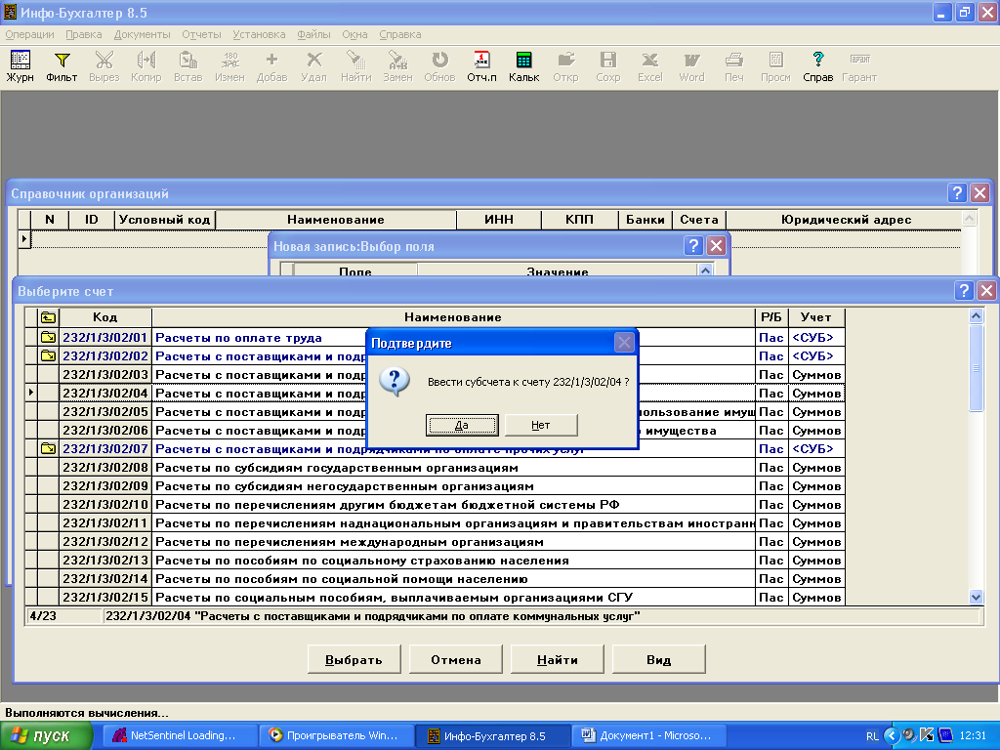 Инфо-Бухгалтер 8.5
Операции Правка Документы Отчеты Установка Файлы Окна Справка
Журн Фильт Вырез Копир Встав Измен Добав Удал Найти Замен Обнов Отч.п Кальк Откр Сохр Excel Word Печ Просм Справ Гарант
Справочник организаций
N ID Условный код Наименование ИНН КПП Банки Счета Юридический адрес
Новая запись:Выбор поля
Поле Значение
Выберите счет
Код Наименование Р/Б Учет
232/1/3/02/01 Расчеты по оплате труда Пас <СУБ>
232/1/3/02/02 Расчеты с поставщиками и подр Пас <СУБ>
232/1/3/02/03 Расчеты с поставщиками и подр Пас Суммов
232/1/3/02/04 Расчеты с поставщиками и подр Пас Суммов
232/1/3/02/05 Расчеты с поставщиками и подр пользование имущ Пас Суммов
232/1/3/02/06 Расчеты с поставщиками и подр имущества Пас Суммов
232/1/3/02/07 Расчеты с поставщиками и подрядчиками по оплате прочих услуг Пас <СУБ>
232/1/3/02/08 Расчеты по субсидиям государственным организациям Пас Суммов
232/1/3/02/09 Расчеты по субсидиям негосударственным организациям Пас Суммов
232/1/3/02/10 Расчеты по перечислениям другим бюджетам бюджетной системы РФ Пас Суммов
232/1/3/02/11 Расчеты по перечислениям наднациональным организациям и правительствам иностранн Пас Суммов
232/1/3/02/12 Расчеты по перечислениям международным организациям Пас Суммов
232/1/3/02/13 Расчеты по пособиям по социальному страхованию населения Пас Суммов
232/1/3/02/14 Расчеты по пособиям по социальной помощи населению Пас Суммов
232/1/3/02/15 Расчеты по социальным пособиям, выплачиваемым организациями СГУ Пас Суммов
4/23 232/1/3/02/04 "Расчеты с поставщиками и подрядчиками по оплате коммунальных услуг"
Подтвердите
Ввести субсчета к счету 232/1/3/02/04 ?
Да Нет
Выбрать Отмена Найти Вид
Выполняются вычисления...
пуск NetSentinel Loading... Проигрыватель Win... Инфо-Бухгалтер 8.5 Документ1 - Microso... RL 12:31